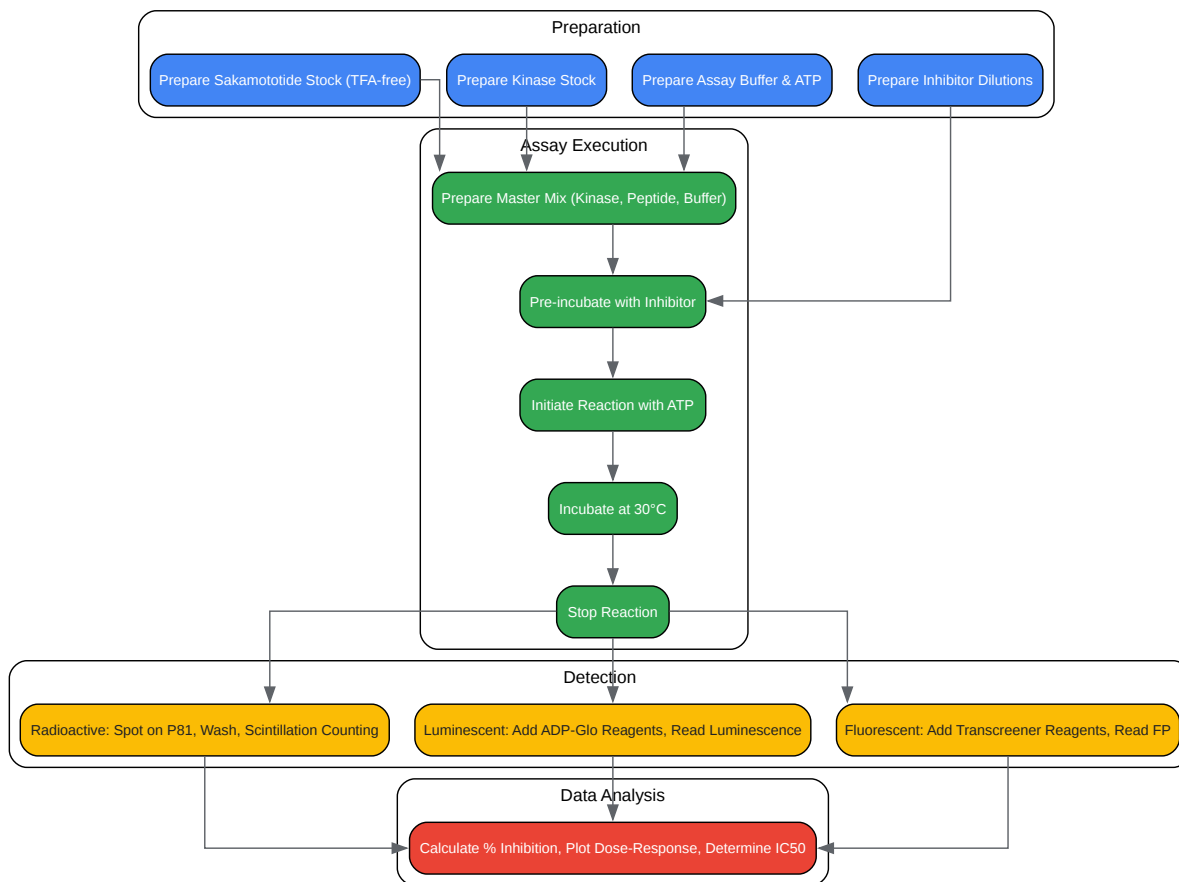 Preparation
Prepare Sakamototide Stock (TFA-free)
Prepare Kinase Stock
Prepare Assay Buffer & ATP
Prepare Inhibitor Dilutions
Assay Execution
Prepare Master Mix (Kinase, Peptide, Buffer)
Pre-incubate with Inhibitor
Initiate Reaction with ATP
Incubate at 30°C
Stop Reaction
Detection
Radioactive: Spot on P81, Wash, Scintillation Counting
Luminescent: Add ADP-Glo Reagents, Read Luminescence
Fluorescent: Add Transcreener Reagents, Read FP
Data Analysis
Calculate % Inhibition, Plot Dose-Response, Determine IC50